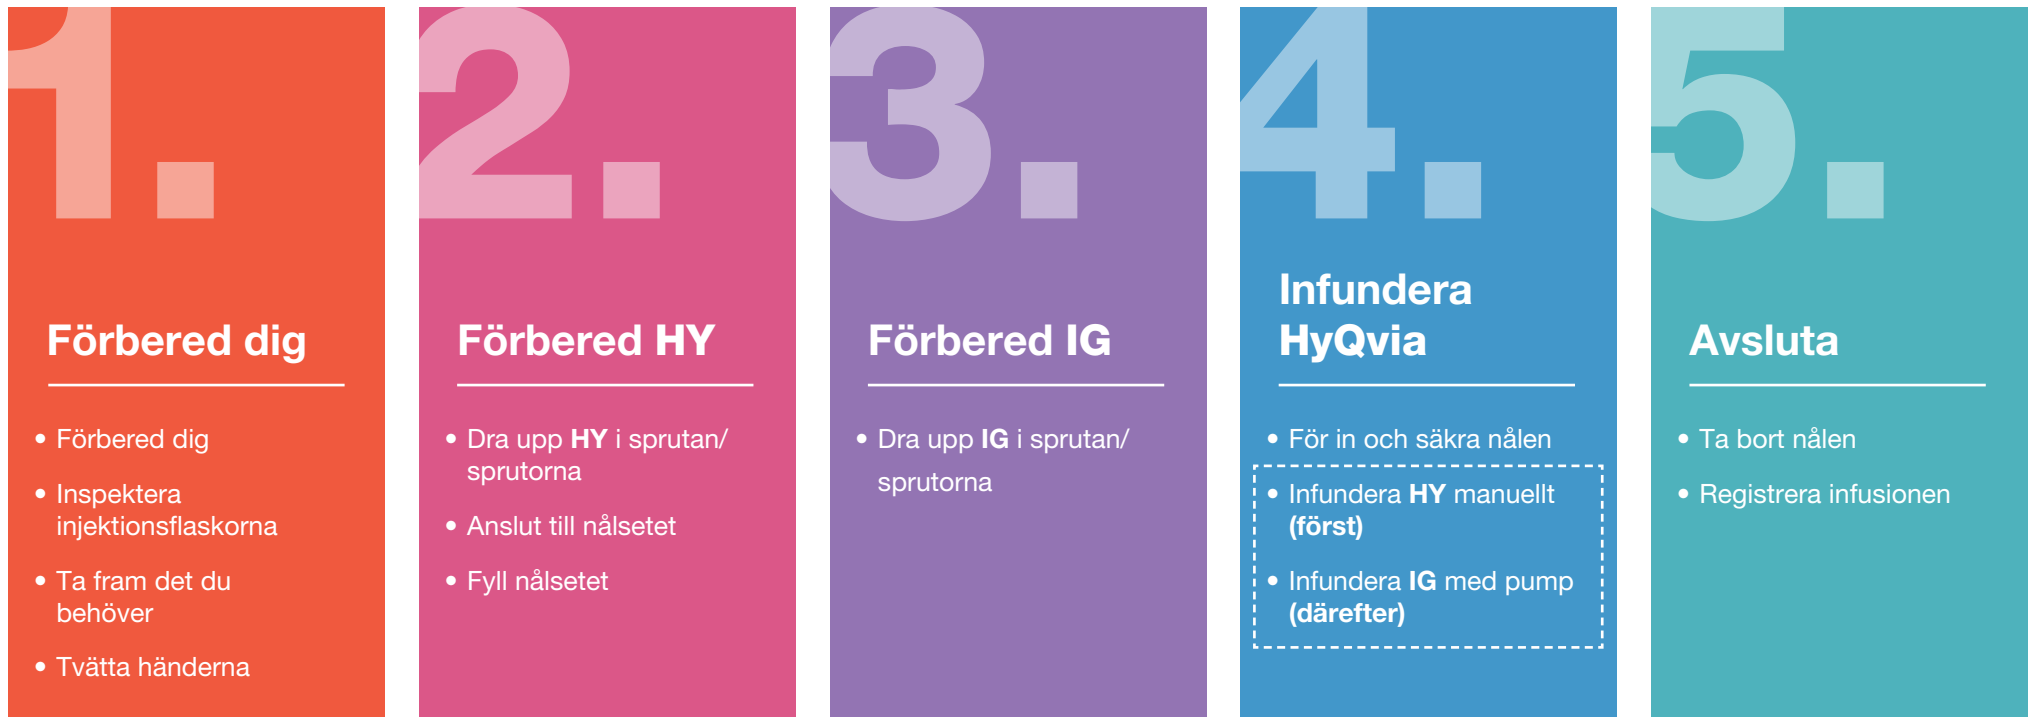 1.
Förbered dig
• Förbered dig
• Inspektera
injektionsflaskorna
• Ta fram det du
behöver
• Tvätta händerna
2.
Förbered HY
• Dra upp HY i sprutan/
sprutorna
• Anslut till nålsetet
• Fyll nålsetet
3.
Förbered IG
• Dra upp IG i sprutan/
sprutorna
4.
Infundera
HyQvia
• För in och säkra nålen
• Infundera HY manuellt
(först)
• Infundera IG med pump
(därefter)
5.
Avsluta
• Ta bort nålen
• Registrera infusionen